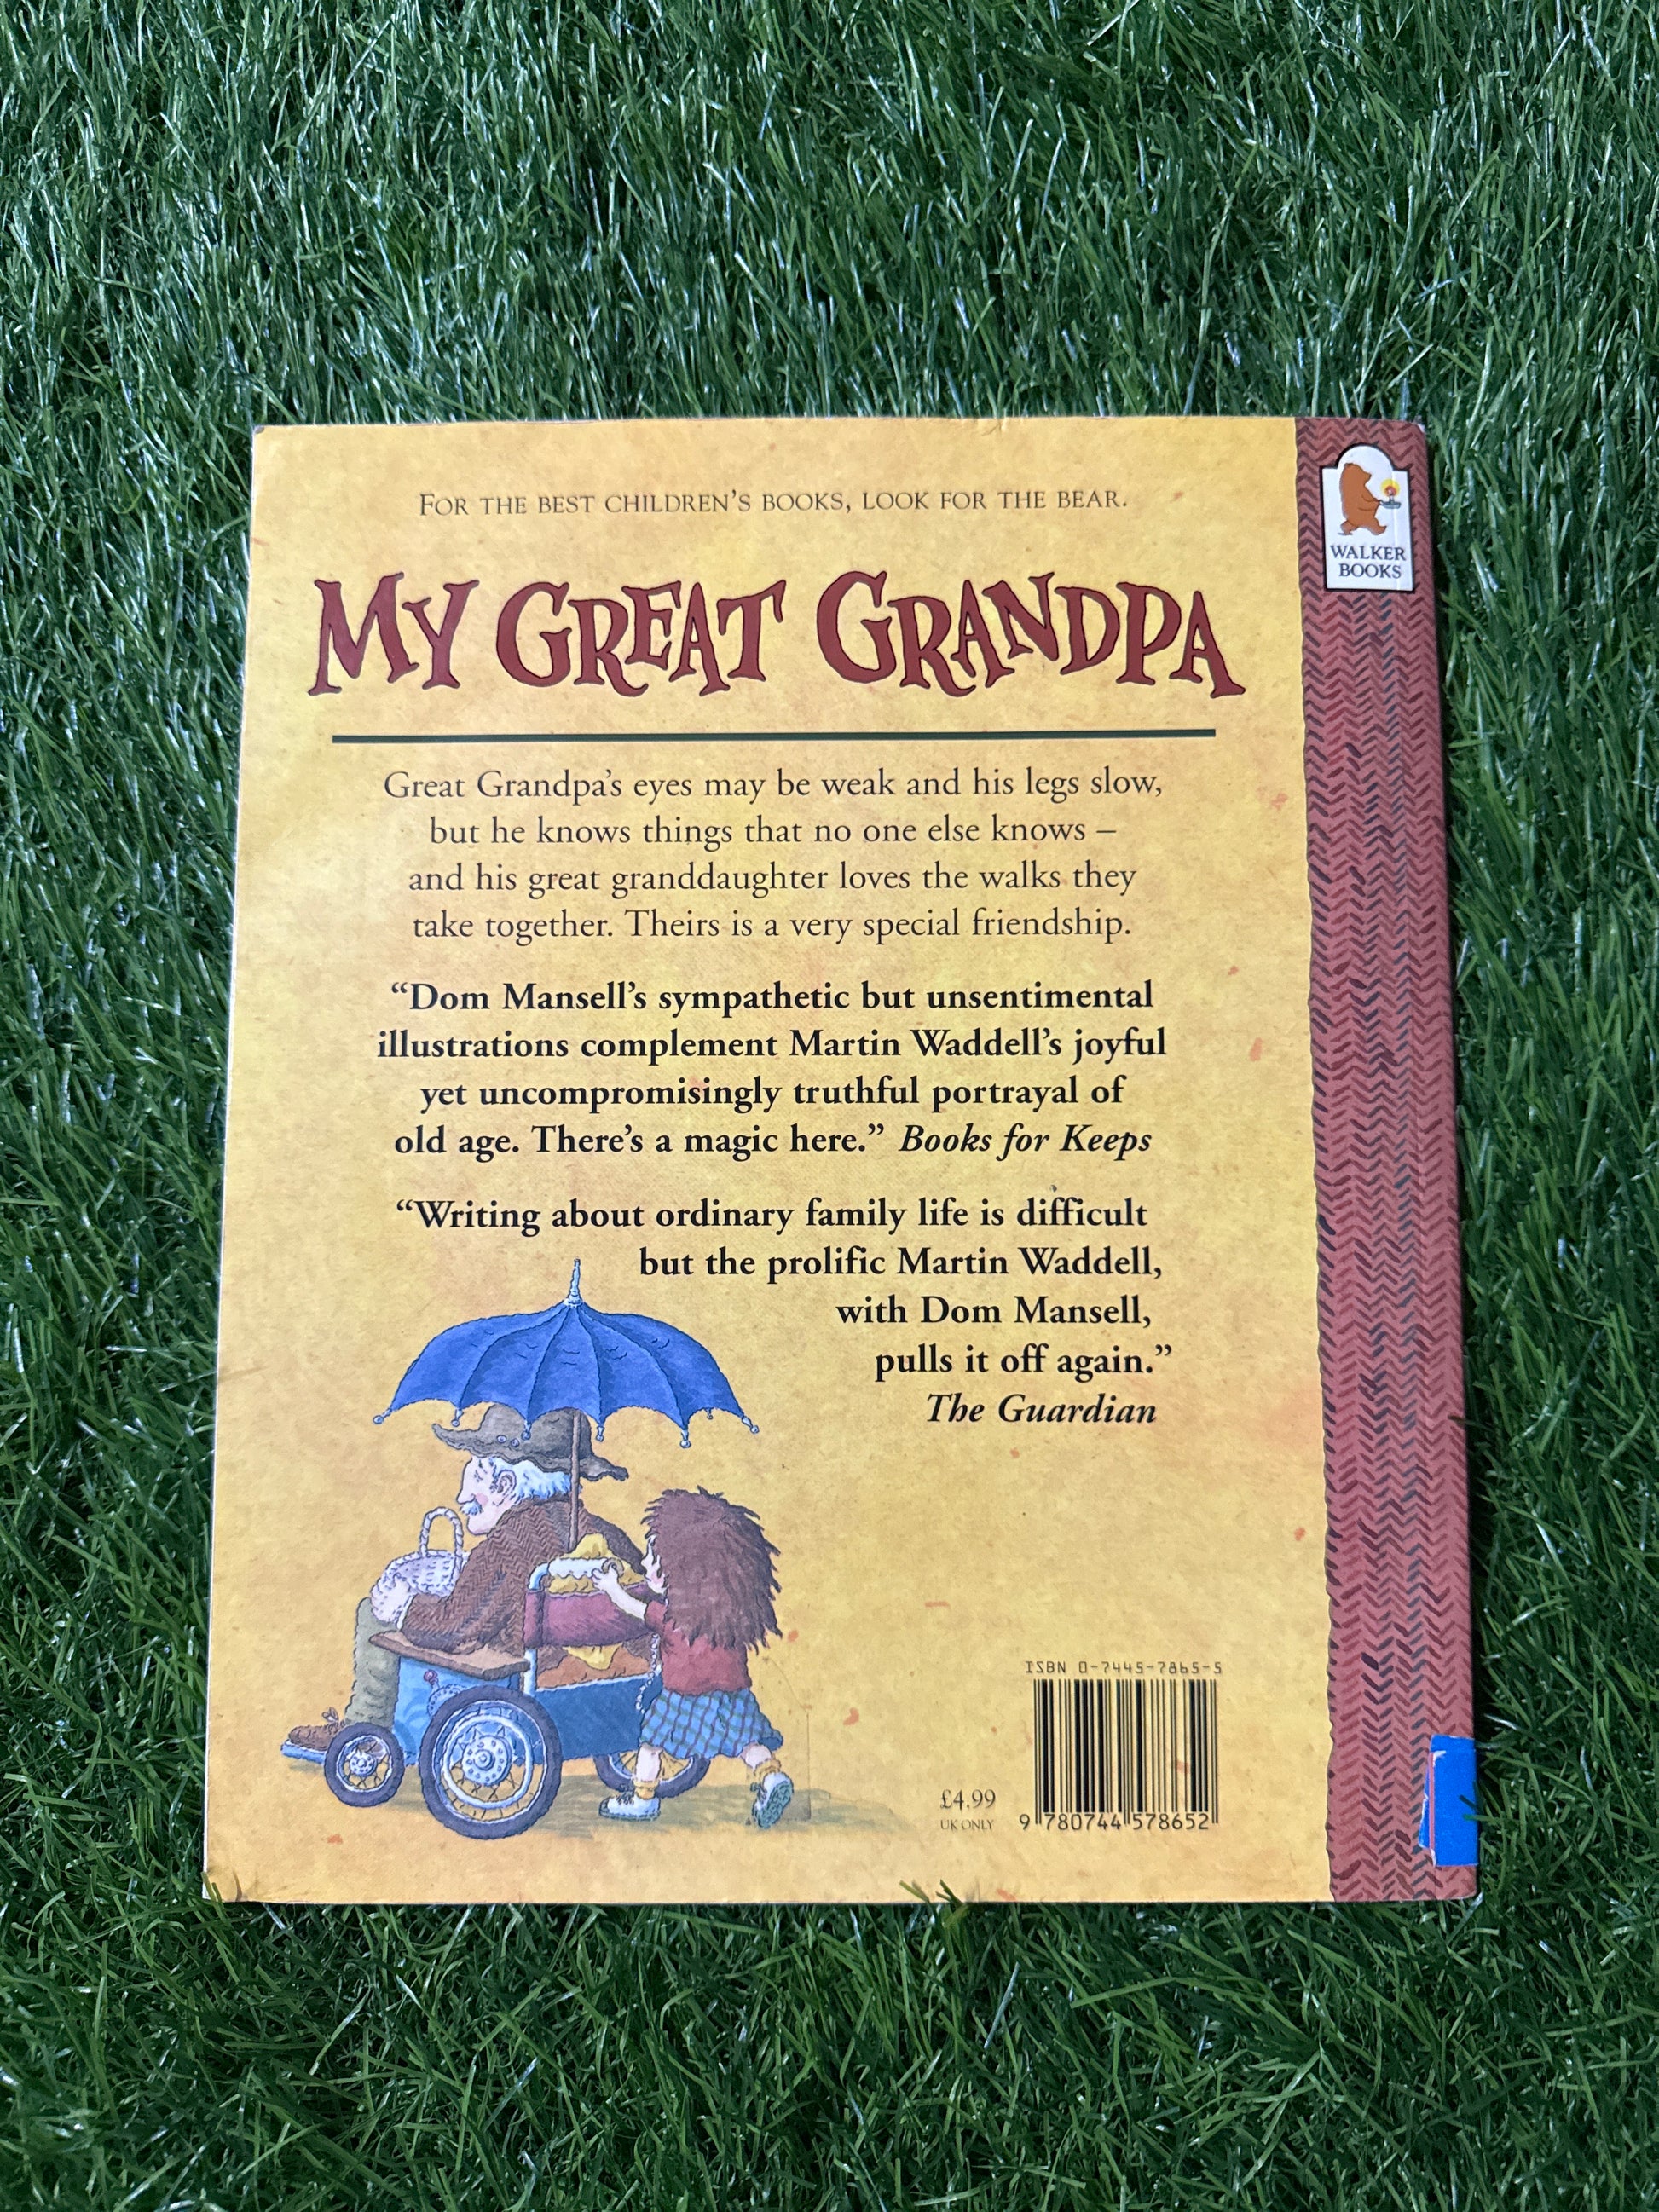 FOR THE BEST CHILDREN'S BOOKS, LOOK FOR THE BEAR.
WALKER
BOOKS
MY GREAT GRANDPA
Great Grandpa's eyes may be weak and his legs slow,
but he knows things that no one else knows –
and his great granddaughter loves the walks they
take together. Theirs is a very special friendship.
“Dom Mansell's sympathetic but unsentimental
illustrations complement Martin Waddell's joyful
yet uncompromisingly truthful portrayal of
old age. There's a magic here.” Books for Keeps
“Writing about ordinary family life is difficult
but the prolific Martin Waddell,
with Dom Mansell,
pulls it off again.”
The Guardian
ISBN 0-7445-7865-5
£4.99
UK ONLY
9 780744 578652